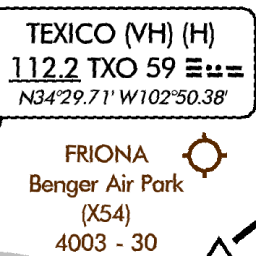 TEXICO (VH) (H)
112.2 TXO 59
N34°29.71' W102°50.38'
FRIONA
Benger Air Park
(X54)
4003 - 30